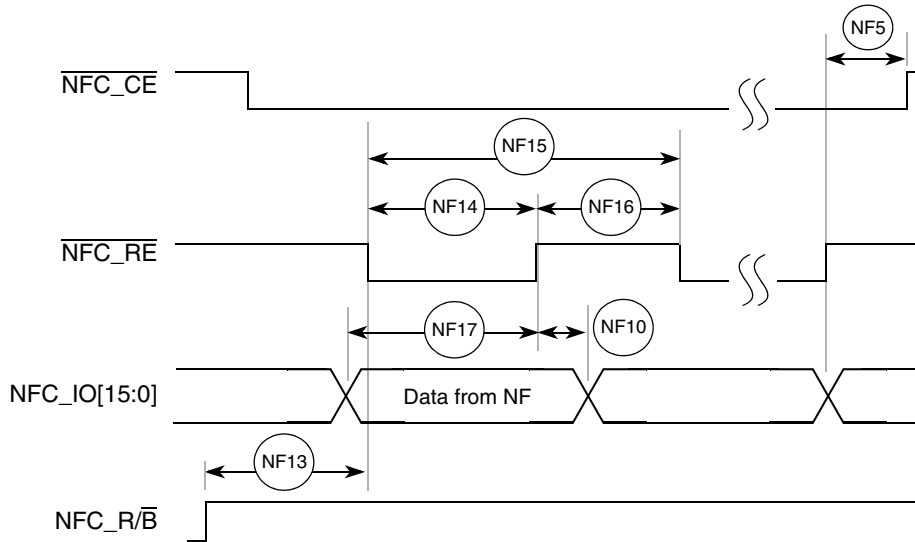 NF5
NFC_CE
NF15
NF14
NF16
NFC_RE
NF17
NF10
NFC_IO[15:0]
Data from NF
NF13
NFC_R/B̅